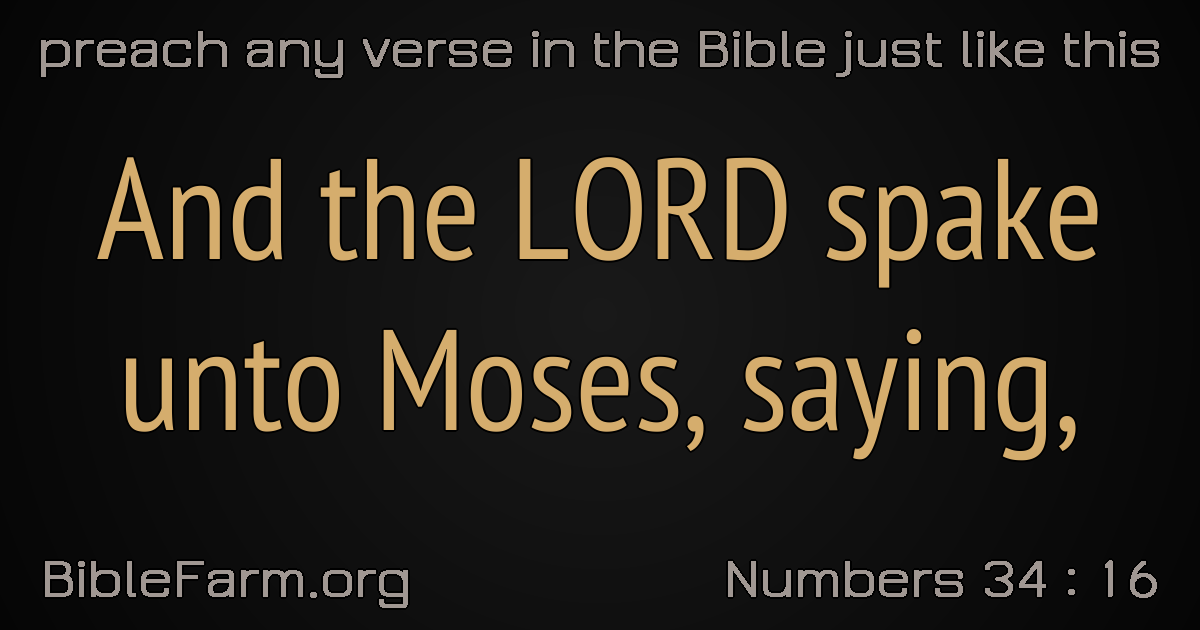 preach any verse in the Bible just like this
And the LORD spake
unto Moses, saying,
BibleFarm.org
Numbers 34 : 16